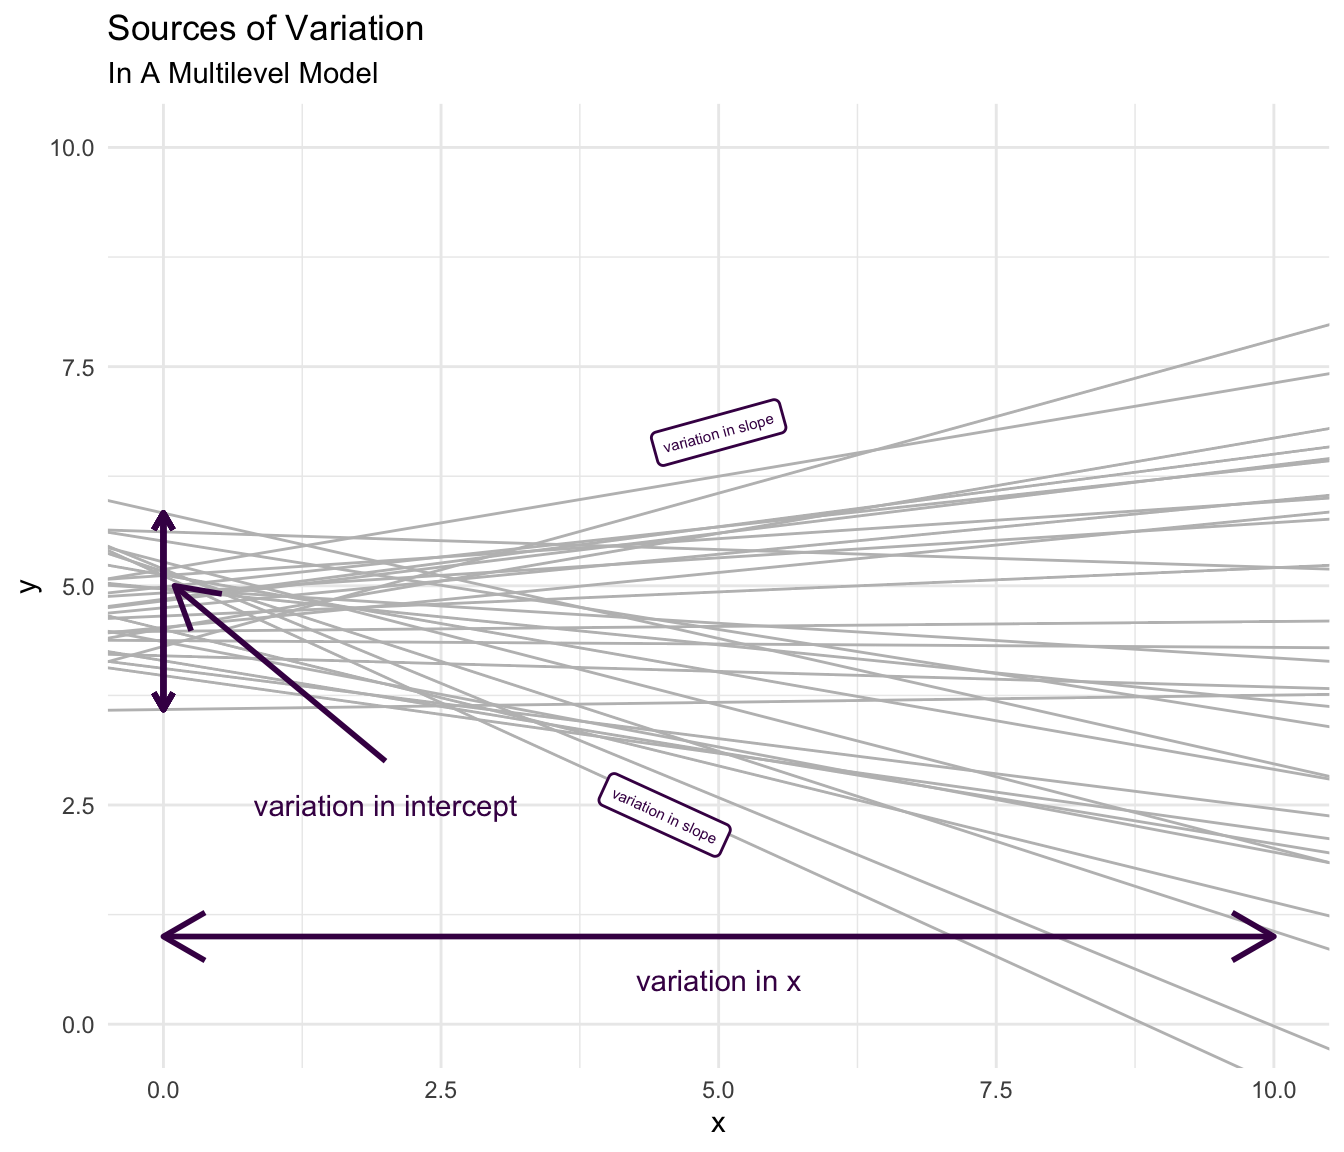 Sources of Variation
In A Multilevel Model
10.0
7.5
5.0
2.5
0.0
y
variation in slope
variation in intercept
variation in slope
variation in x
0.0 2.5 5.0 7.5 10.0
x